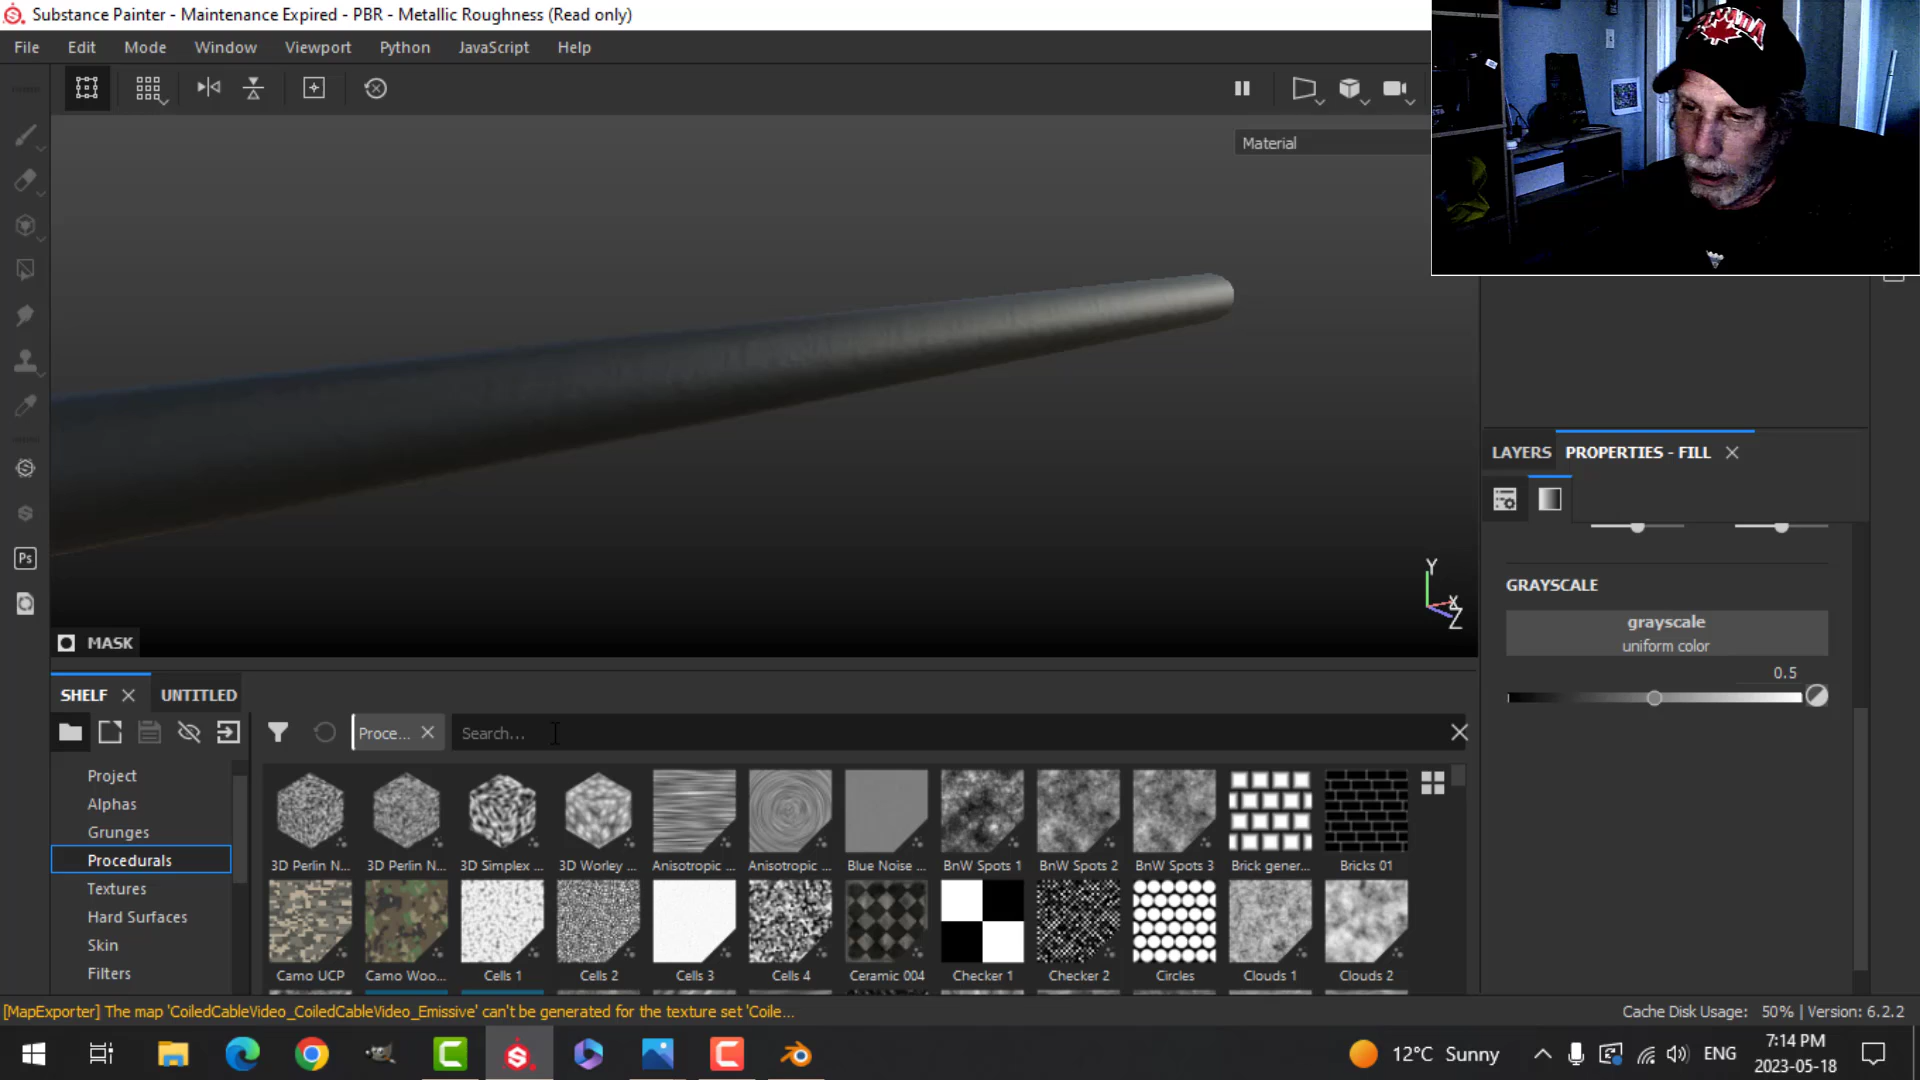 Substance Painter - Maintenance Expired - PBR - Metallic Roughness (Read only)
File Edit Mode Window Viewport Python JavaScript Help
Material
CANADA
LAYERS PROPERTIES - FILL
GRAYSCALE
grayscale
uniform color
0.5
Y
X
Z
MASK
SHELF UNTITLED
Proce... Search...
Project
Alphas
Grunges
Procedurals
Textures
Hard Surfaces
Skin
Filters
3D Perlin N... 3D Perlin N... 3D Simplex ... 3D Worley ... Anisotropic ... Anisotropic ... Blue Noise ... BnW Spots 1 BnW Spots 2 BnW Spots 3 Brick gener... Bricks 01
Camo UCP Camo Woo... Cells 1 Cells 2 Cells 3 Cells 4 Ceramic 004 Checker 1 Checker 2 Circles Clouds 1 Clouds 2
Ps
[MapExporter] The map 'CoiledCableVideo_CoiledCableVideo_Emissive' can't be generated for the texture set 'Coile...
Cache Disk Usage: 50% | Version: 6.2.2
12°C Sunny
ENG
7:14 PM
2023-05-18